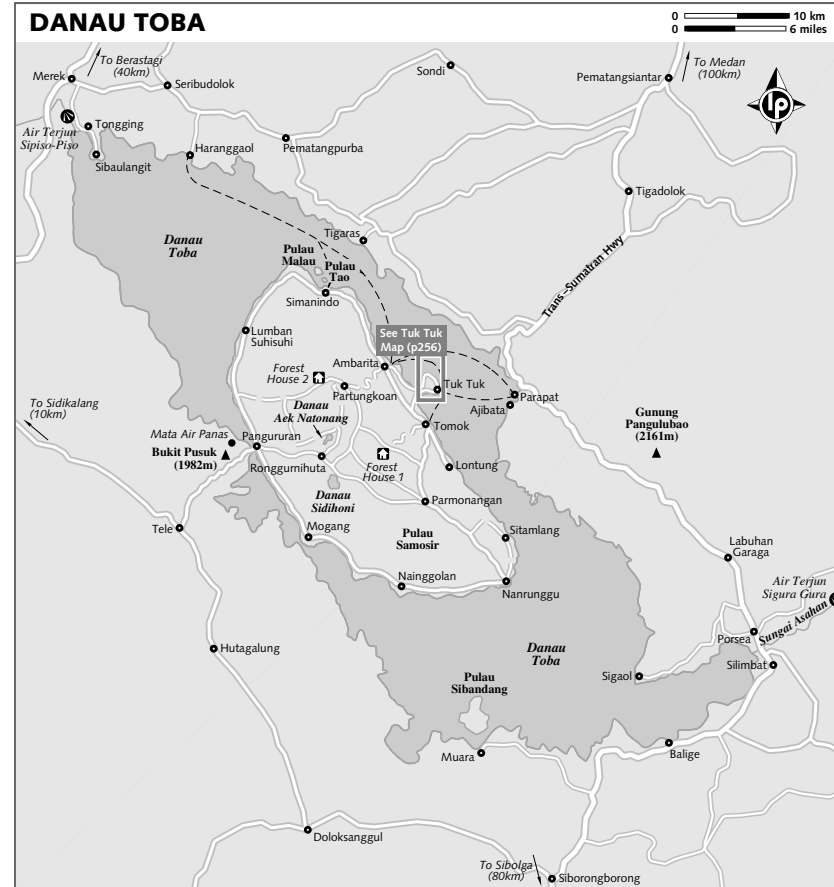 DANAU TOBA
0 10 km
0 6 miles
To Berastagi
(40km)
Merek
Seribudolok
Sondi
Pematangsiantar
To Medan
(100km)
lp
Air Terjun
Sipiso-Piso
Tongging
Sibaulangit
Haranggaol
Pematangpurba
Tigadolok
Tigaras
Danau
Toba
Pulau
Malau
Pulau
Tao
Simanindo
Trans–Sumatran Hwy
Lumban
Suhisuhi
See Tuk Tuk
Map (p256)
Ambarita
Forest
House 2
Partungkoan
Tuk Tuk
Parapat
Ajibata
To Sidikalang
(10km)
Danau
Aek Natonang
Tomok
Gunung
Pangulubao
(2161m)
Mata Air Panas
Pangururan
Bukit Pusuk
(1982m)
Ronggurnihuta
Forest
House 1
Lontung
Danau
Sidihoni
Parmonangan
Tele
Mogang
Pulau
Samosir
Sitamlang
Labuhan
Garaga
Nainggolan
Nanrunggu
Air Terjun
Sigura Gura
Sungai Asahan
Porsea
Hutagalung
Danau
Toba
Silimbat
Sigaol
Pulau
Sibandang
Muara
Balige
Doloksanggul
To Sibolga
(80km)
Siborongborong